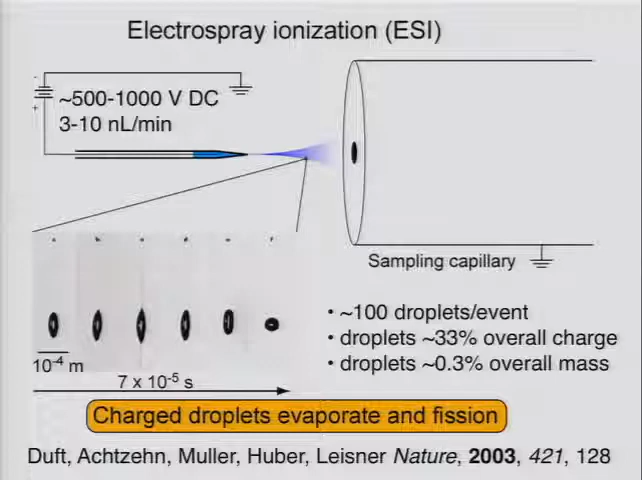 Electrospray ionization (ESI)
-
+
~500-1000 V DC
3-10 nL/min
Sampling capillary
a b c d e f
10-4 m
7 x 10-5 s
• ~100 droplets/event
• droplets ~33% overall charge
• droplets ~0.3% overall mass
Charged droplets evaporate and fission
Duft, Achtzehn, Muller, Huber, Leisner Nature, 2003, 421, 128